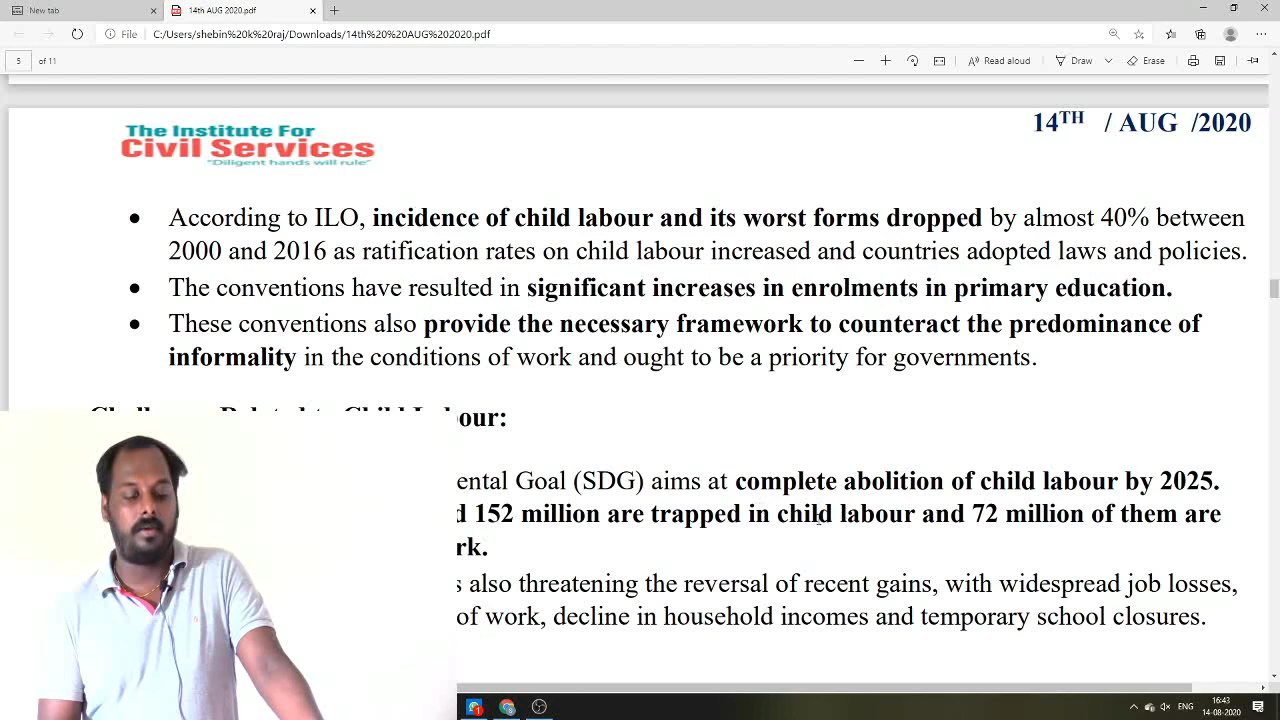 New tab
14th AUG 2020.pdf
File
C:/Users/shebin%20k%20raj/Downloads/14th%20%20AUG%202020.pdf
5 of 11
Read aloud
Draw
Erase
The Institute For
Civil Services
"Diligent hands will rule"
14TH / AUG /2020
• According to ILO, incidence of child labour and its worst forms dropped by almost 40% between
2000 and 2016 as ratification rates on child labour increased and countries adopted laws and policies.
• The conventions have resulted in significant increases in enrolments in primary education.
• These conventions also provide the necessary framework to counteract the predominance of
informality in the conditions of work and ought to be a priority for governments.
our:
ental Goal (SDG) aims at complete abolition of child labour by 2025.
d 152 million are trapped in child labour and 72 million of them are
rk.
s also threatening the reversal of recent gains, with widespread job losses,
of work, decline in household incomes and temporary school closures.
ENG
16:43
14-08-2020